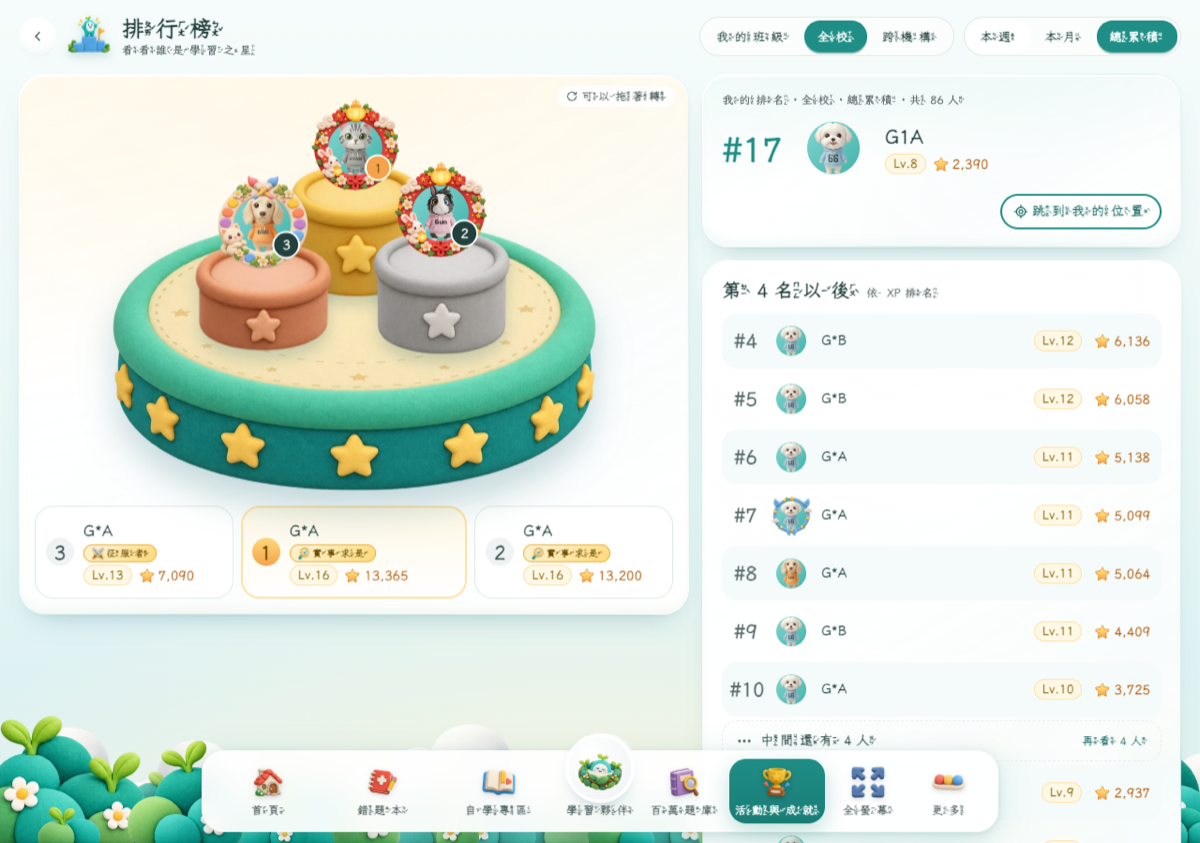 排行榜
看看誰是學習之星
我的班級
全校
跨機構
本週
本月
總累積
可以拖著轉
1
2
3
3
G*A
征服者
Lv.13
7,090
1
G*A
實事求是
Lv.16
13,365
2
G*A
實事求是
Lv.16
13,200
我的排名・全校・總累積・共 86 人
#17
G1A
Lv.8
2,390
跳到我的位置
第 4 名以後 依 XP 排名
#4 G*B Lv.12 6,136
#5 G*B Lv.12 6,058
#6 G*A Lv.11 5,138
#7 G*A Lv.11 5,099
#8 G*A Lv.11 5,064
#9 G*B Lv.11 4,409
#10 G*A Lv.10 3,725
••• 中間還有 4 人
再看 4 人
Lv.9 2,937
首頁
錯題本
自學專區
學習夥伴
百萬題庫
活動與成就
全螢幕
更多